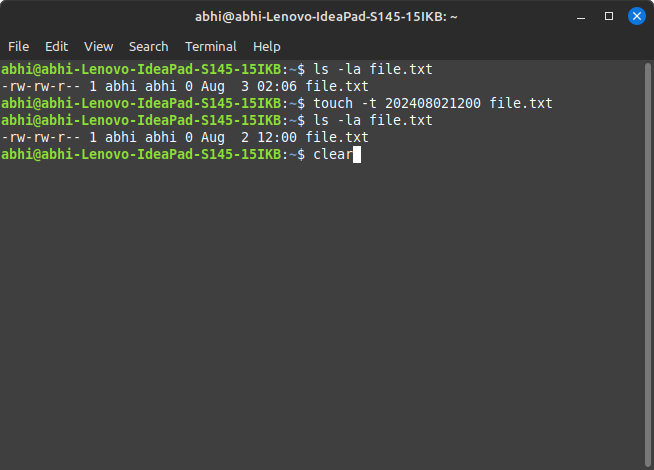 abhi@abhi-Lenovo-IdeaPad-S145-15IKB: ~
File Edit View Search Terminal Help
abhi@abhi-Lenovo-IdeaPad-S145-15IKB:~$ ls -la file.txt
-rw-rw-r-- 1 abhi abhi 0 Aug  3 02:06 file.txt
abhi@abhi-Lenovo-IdeaPad-S145-15IKB:~$ touch -t 202408021200 file.txt
abhi@abhi-Lenovo-IdeaPad-S145-15IKB:~$ ls -la file.txt
-rw-rw-r-- 1 abhi abhi 0 Aug  2 12:00 file.txt
abhi@abhi-Lenovo-IdeaPad-S145-15IKB:~$ clear